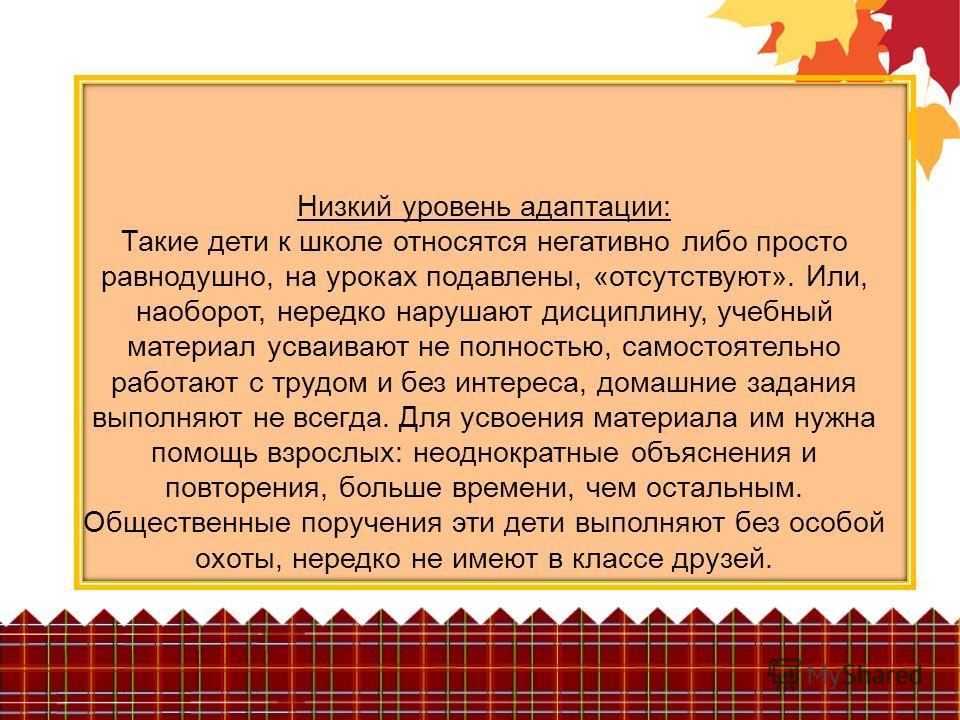 Низкий уровень адаптации:
Такие дети к школе относятся негативно либо просто
равнодушно, на уроках подавлены, «отсутствуют». Или,
наоборот, нередко нарушают дисциплину, учебный
материал усваивают не полностью, самостоятельно
работают с трудом и без интереса, домашние задания
выполняют не всегда. Для усвоения материала им нужна
помощь взрослых: неоднократные объяснения и
повторения, больше времени, чем остальным.
Общественные поручения эти дети выполняют без особой
охоты, нередко не имеют в классе друзей.
MyShared